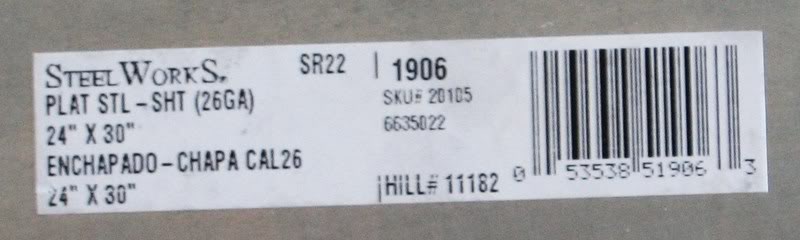 STEELWORKS. SR22 | 1906
PLAT STL-SHT (26GA) SKU# 20105
24" X 30" 6635022
ENCHAPADO-CHAPA CAL26
24" X 30" HILL# 11182
0 53538 51906 3